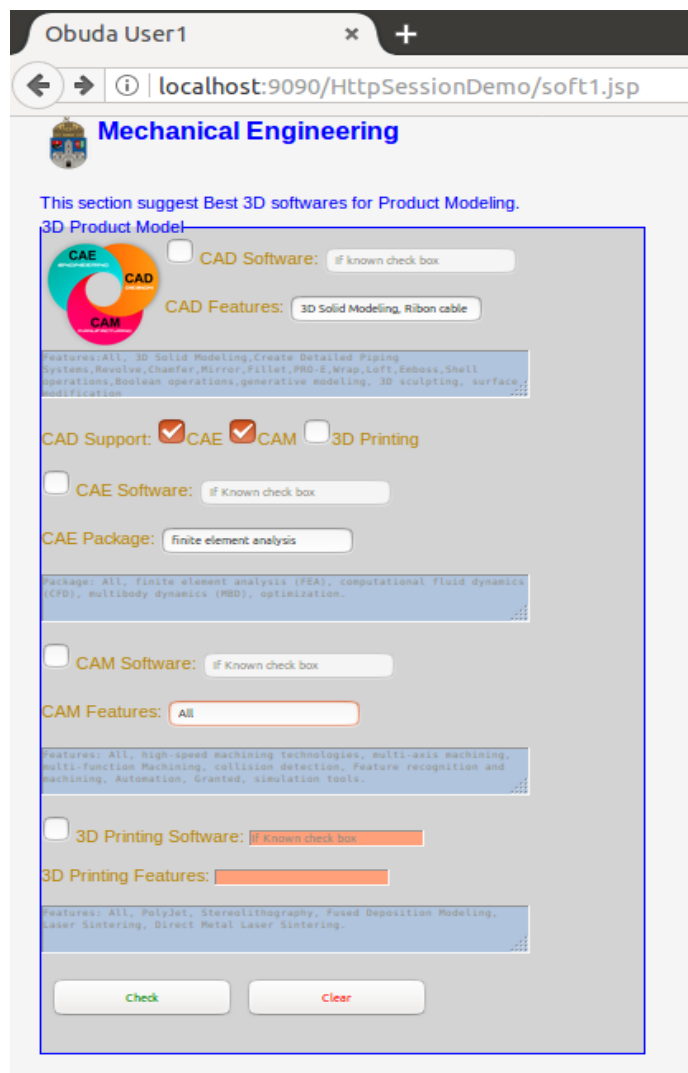 Obuda User1 × +
localhost:9090/HttpSessionDemo/soft1.jsp
Mechanical Engineering
This section suggest Best 3D softwares for Product Modeling.
3D Product Model
CAE
ENGINEERING
CAD
DESIGN
CAM
MANUFACTURING
CAD Software: If known check box
CAD Features: 3D Solid Modeling, Ribon cable
Features:All, 3D Solid Modeling,Create Detailed Piping
Systems,Revolve,Chamfer,Mirror,Fillet,PRO-E,Wrap,Loft,Emboss,Shell
operations,Boolean operations,generative modeling, 3D sculpting, surface
modification
CAD Support: CAE CAM 3D Printing
CAE Software: If Known check box
CAE Package: finite element analysis
Package: All, finite element analysis (FEA), computational fluid dynamics
(CFD), multibody dynamics (MBD), optimization.
CAM Software: If Known check box
CAM Features: All
Features: All, high-speed machining technologies, multi-axis machining,
multi-function Machining, collision detection, Feature recognition and
machining, Automation, Granted, simulation tools.
3D Printing Software: If Known check box
3D Printing Features:
Features: All, PolyJet, Stereolithography, Fused Deposition Modeling,
Laser Sintering, Direct Metal Laser Sintering.
Check Clear